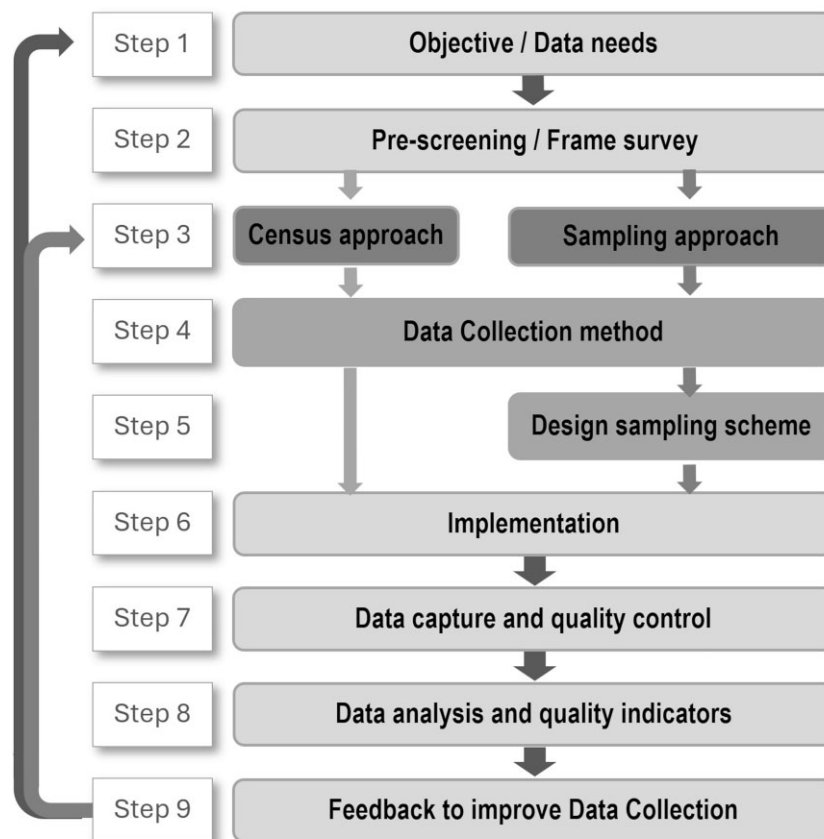 Step 1
Objective / Data needs
Step 2
Pre-screening / Frame survey
Step 3
Census approach
Sampling approach
Step 4
Data Collection method
Step 5
Design sampling scheme
Step 6
Implementation
Step 7
Data capture and quality control
Step 8
Data analysis and quality indicators
Step 9
Feedback to improve Data Collection